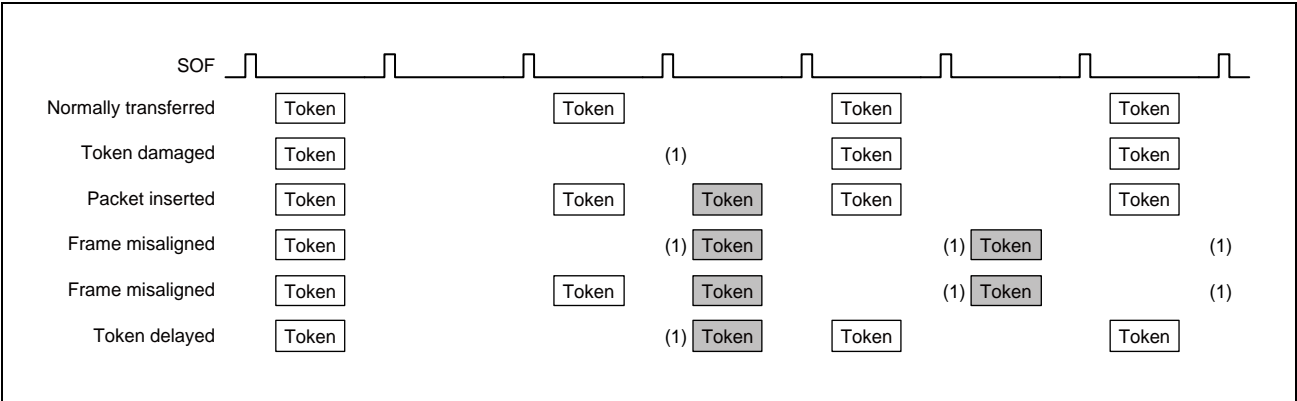 SOF
Normally transferred Token Token Token Token
Token damaged Token (1) Token Token
Packet inserted Token Token Token Token Token
Frame misaligned Token (1) Token (1) Token (1)
Frame misaligned Token Token Token (1) Token (1)
Token delayed Token (1) Token Token Token